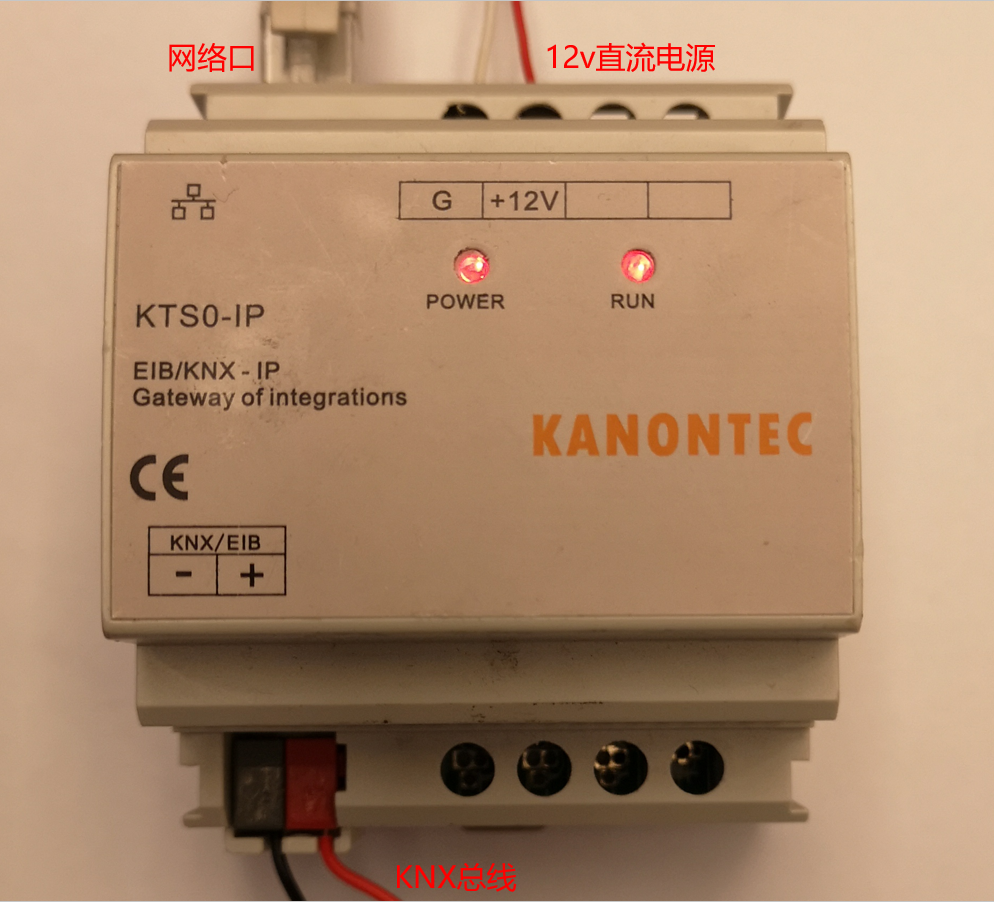 网络口
12v直流电源
G +12V
POWER RUN
KTS0-IP
EIB/KNX - IP
Gateway of integrations
KANONTEC
CE
KNX/EIB
- +
KNX总线